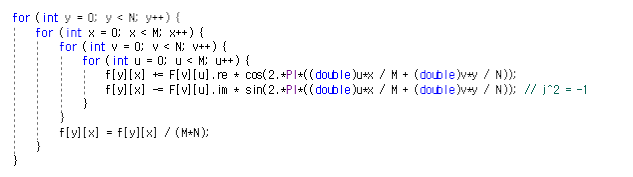 for (int y = 0; y < N; y++) {
for (int x = 0; x < M; x++) {
for (int v = 0; v < N; v++) {
for (int u = 0; u < M; u++) {
f[y][x] += F[v][u].re * cos(2.*PI*((double)u*x / M + (double)v*y / N));
f[y][x] -= F[v][u].im * sin(2.*PI*((double)u*x / M + (double)v*y / N)); // j^2 = -1
}
}
f[y][x] = f[y][x] / (M*N);
}
}